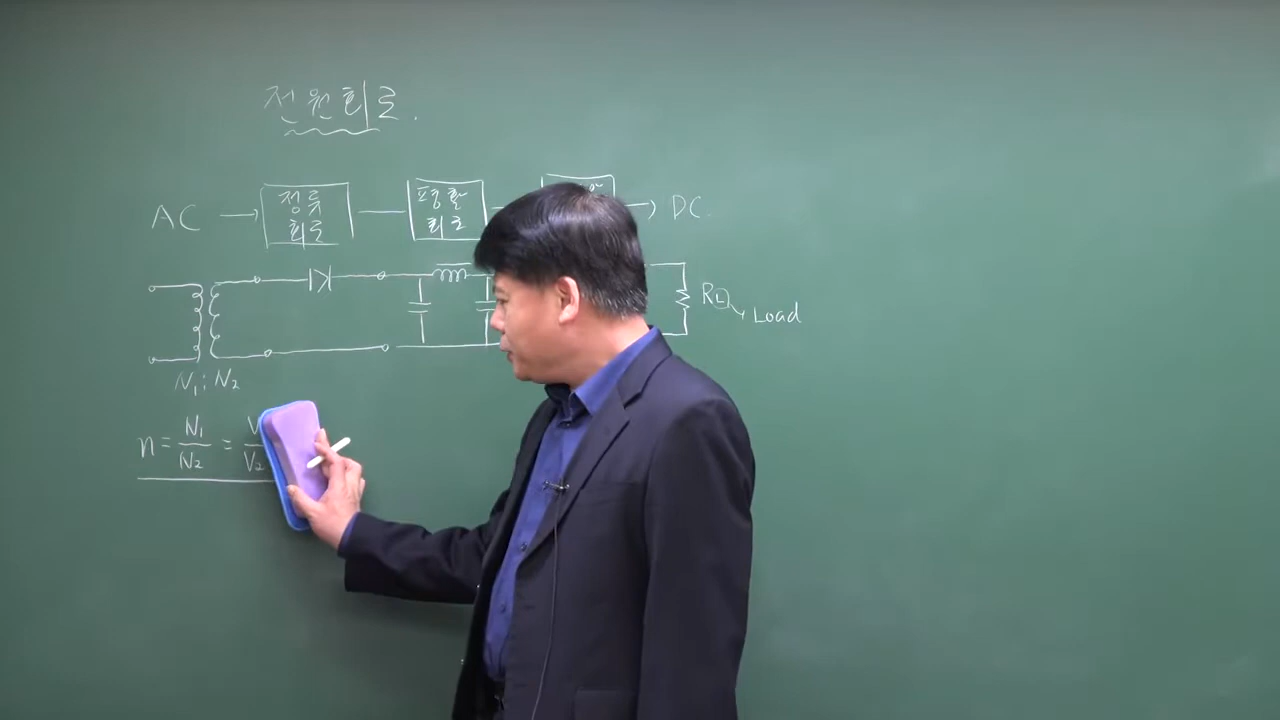 전원회로.
AC → 정류 회로 — 평활 회로 → DC.
R_L → Load
N₁ : N₂
n = N₁/N₂ = V/V₂